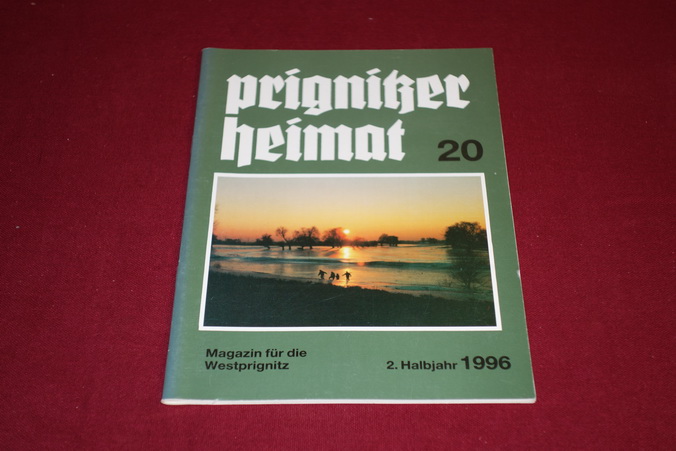 prignitzer
heimat 20
Magazin für die
Westprignitz
2. Halbjahr 1996